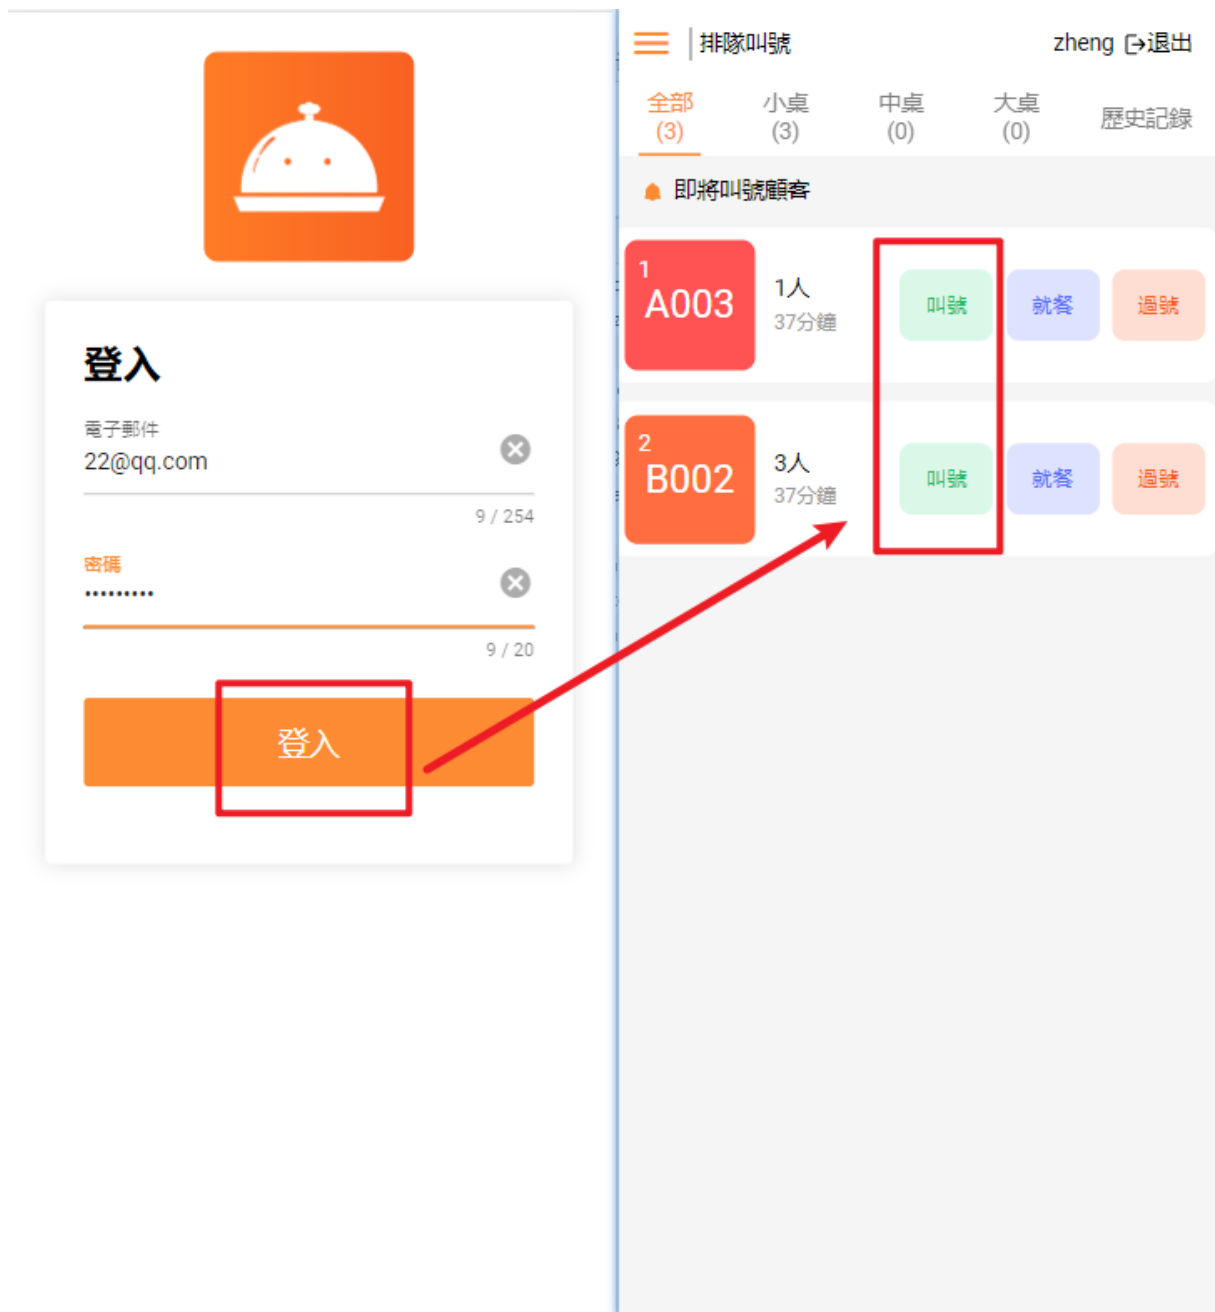 登入
電子郵件
22@qq.com
9 / 254
密碼
•••••••••
9 / 20
登入
排隊叫號
zheng 退出
全部 小桌 中桌 大桌 歷史記錄
(3) (3) (0) (0)
即將叫號顧客
1
A003
1人
37分鐘
叫號 就餐 過號
2
B002
3人
37分鐘
叫號 就餐 過號